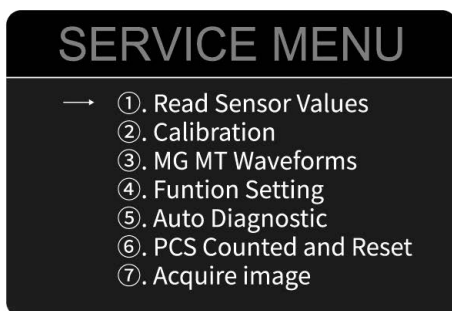 SERVICE MENU
→ ①. Read Sensor Values
②. Calibration
③. MG MT Waveforms
④. Funtion Setting
⑤. Auto Diagnostic
⑥. PCS Counted and Reset
⑦. Acquire image